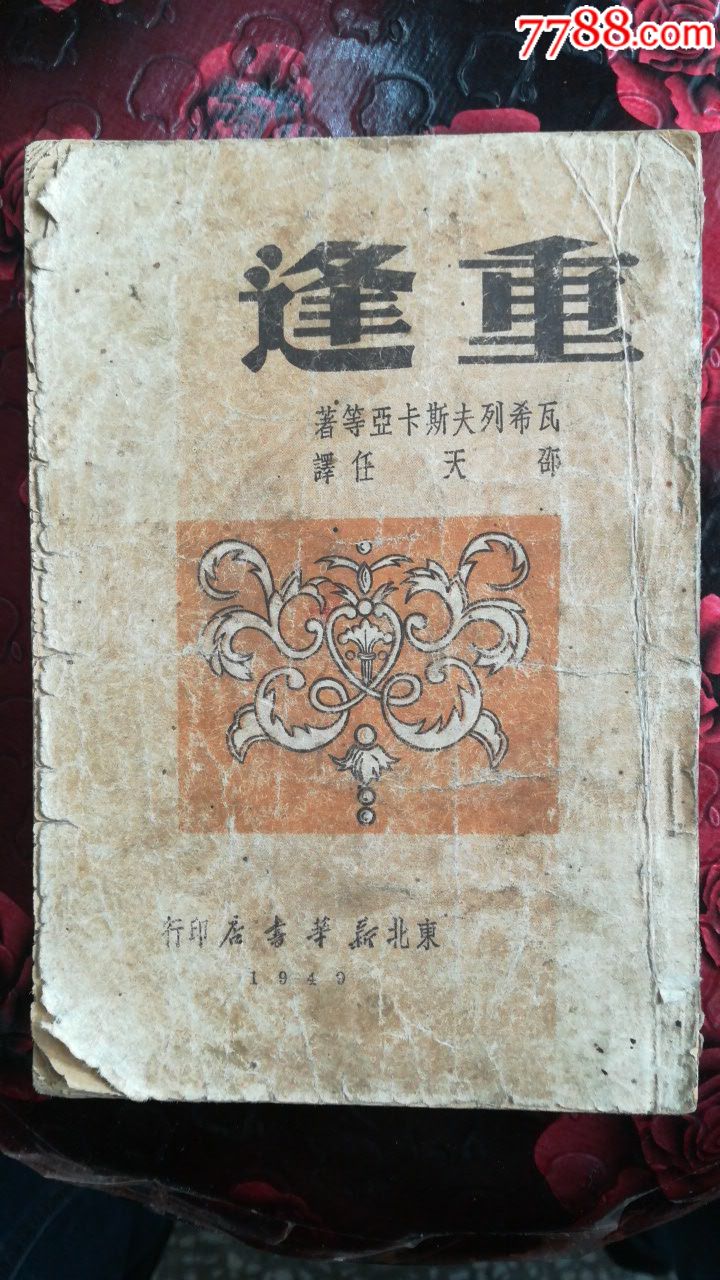 7788.com
重逢
瓦希列夫斯卡亞等著
邵天任譯
東北新華書店印行
1949